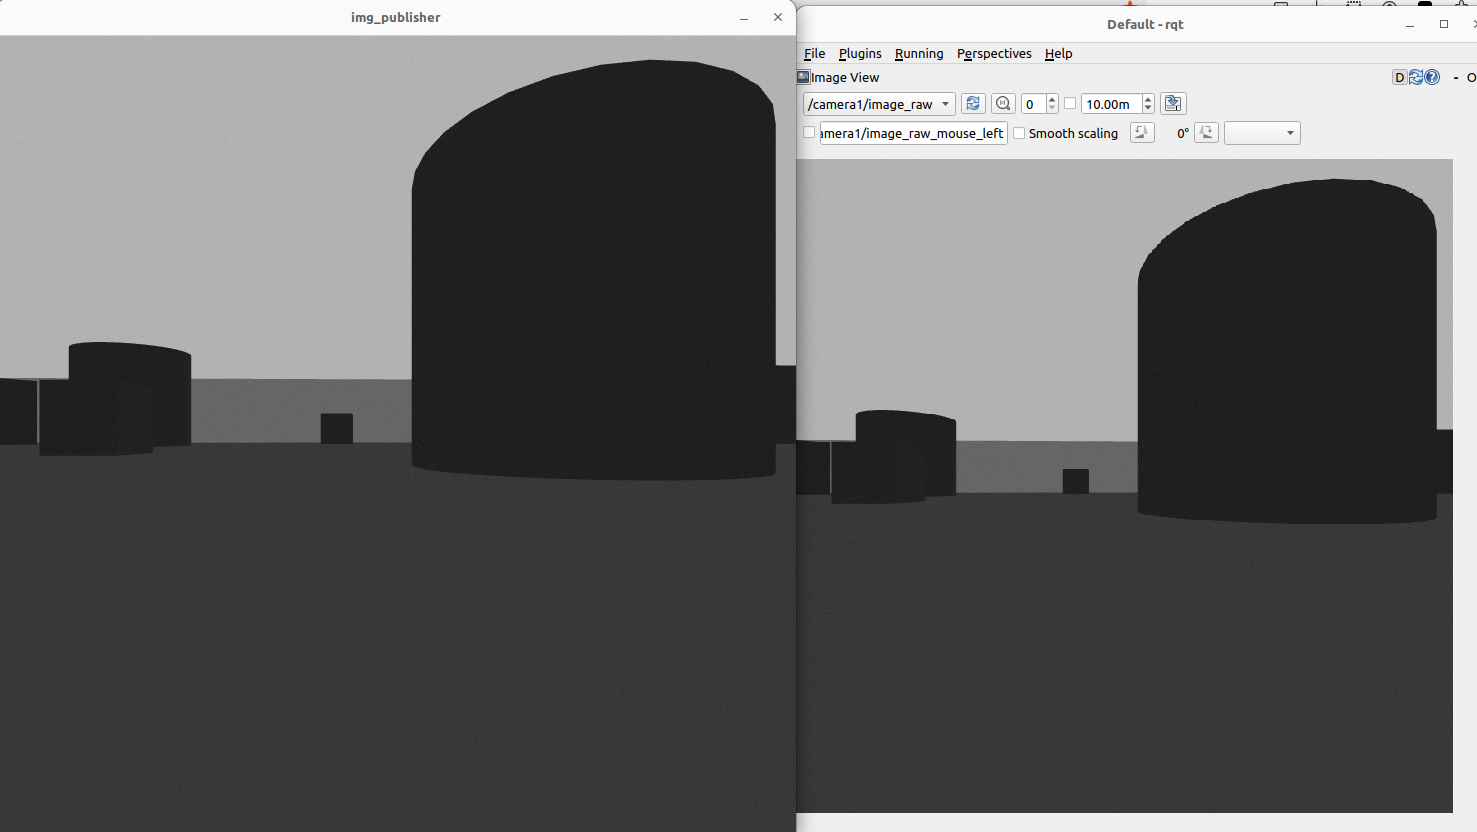 img_publisher
Default - rqt
File Plugins Running Perspectives Help
Image View D - O
/camera1/image_raw 0 10.00m
amera1/image_raw_mouse_left Smooth scaling 0°